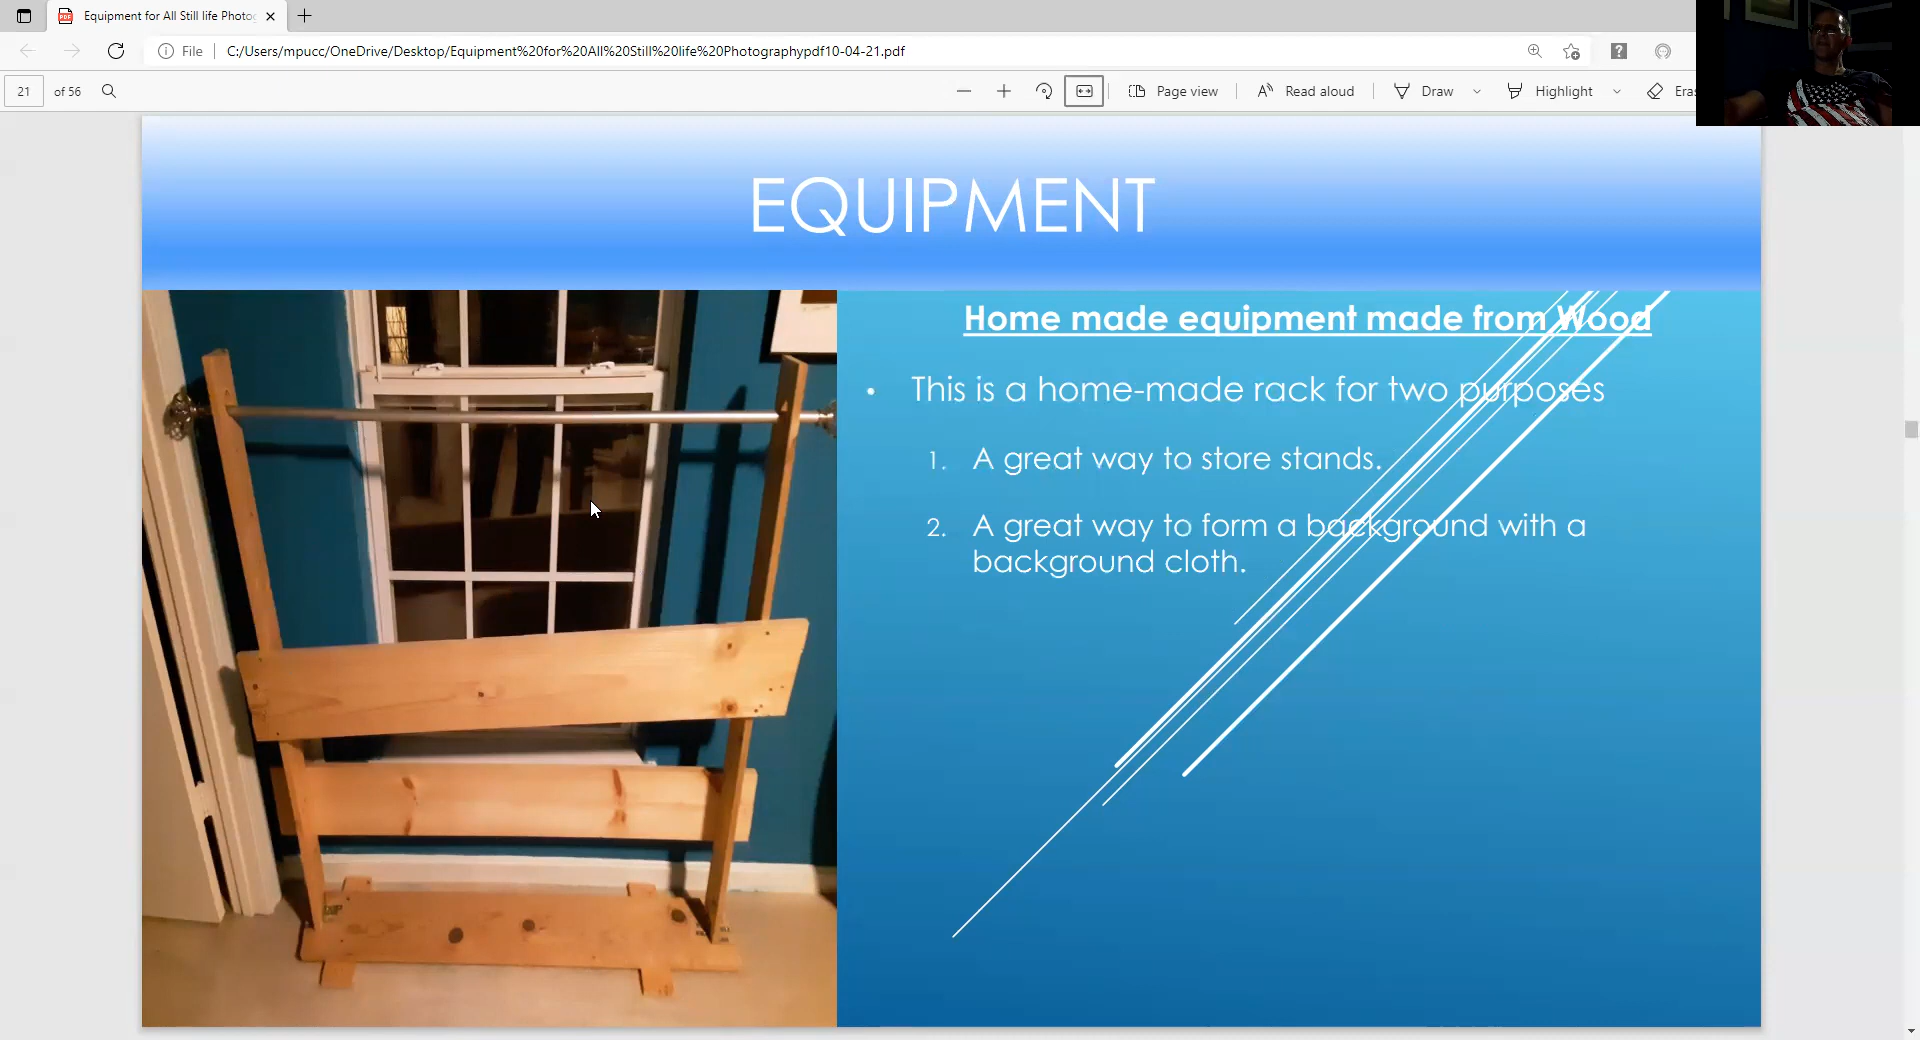 Equipment for All Still life Photo
File C:/Users/mpucc/OneDrive/Desktop/Equipment%20for%20All%20Still%20life%20Photographypdf10-04-21.pdf
21 of 56 Page view Read aloud Draw Highlight Eras
EQUIPMENT
Home made equipment made from Wood
• This is a home-made rack for two purposes
1. A great way to store stands.
2. A great way to form a background with a
background cloth.